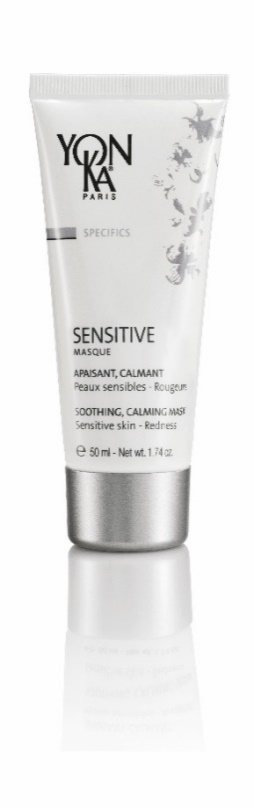 YON
KA®
PARIS
SPECIFICS
SENSITIVE
MASQUE
APAISANT, CALMANT
Peaux sensibles - Rougeurs
SOOTHING, CALMING MASK
Sensitive skin - Redness
℮ 50 ml - Net wt. 1.74 oz.